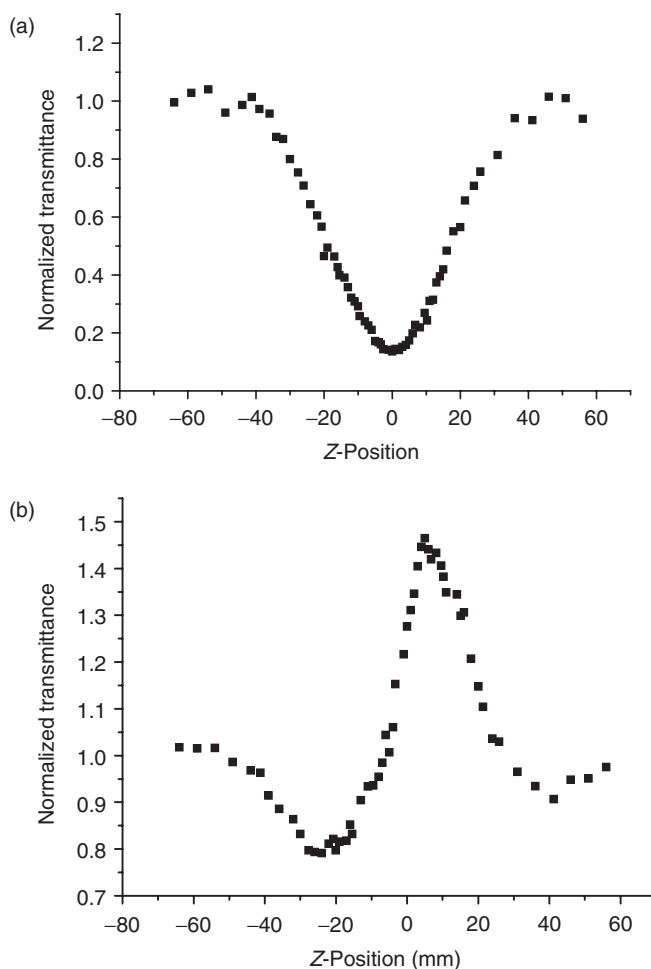 (a)
1.2
1.0
0.8
0.6
0.4
0.2
0.0
Normalized transmittance
−80 −60 −40 −20 0 20 40 60
Z-Position
(b)
1.5
1.4
1.3
1.2
1.1
1.0
0.9
0.8
0.7
Normalized transmittance
−80 −60 −40 −20 0 20 40 60
Z-Position (mm)